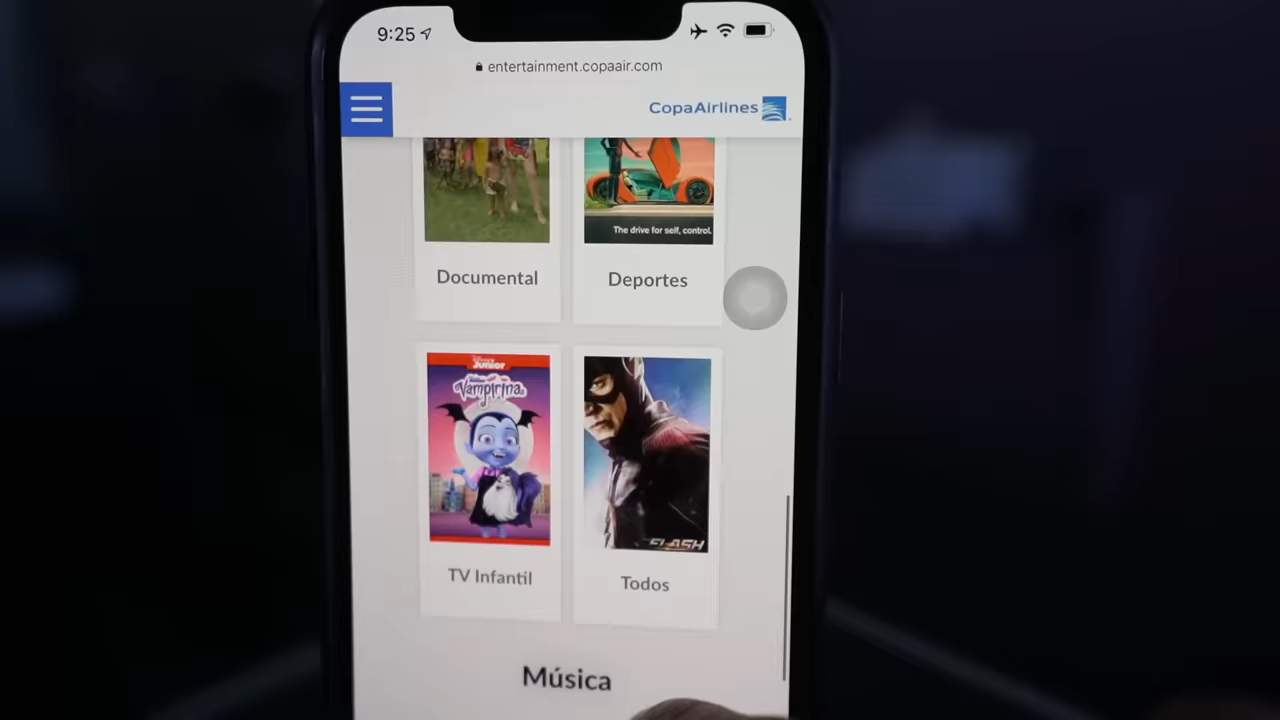 9:25
entertainment.copaair.com
CopaAirlines
The drive for self, control.
Documental
Deportes
Disney
Junior
Vampirina
FLASH
TV Infantil
Todos
Música